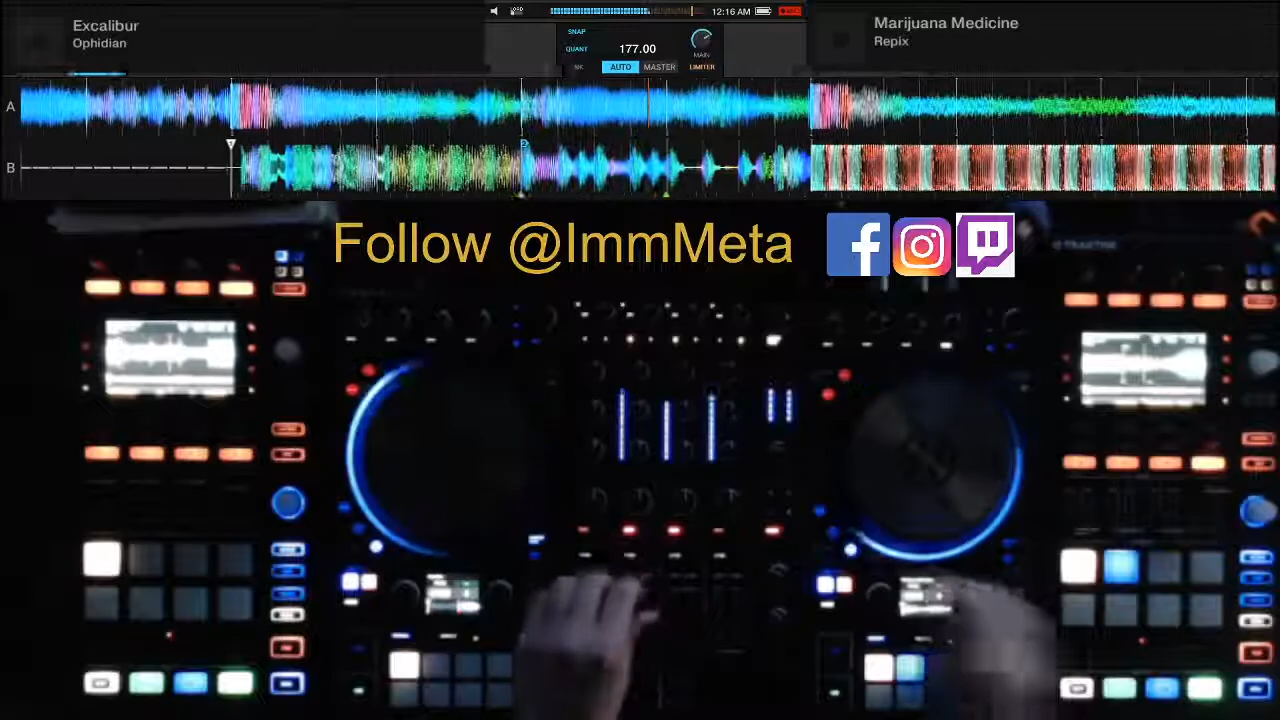 Excalibur
Ophidian
12:16 AM
SNAP
QUANT
177.00
MAIN
AUTO
MASTER
LIMITER
Marijuana Medicine
Repix
A
B
Follow @ImmMeta